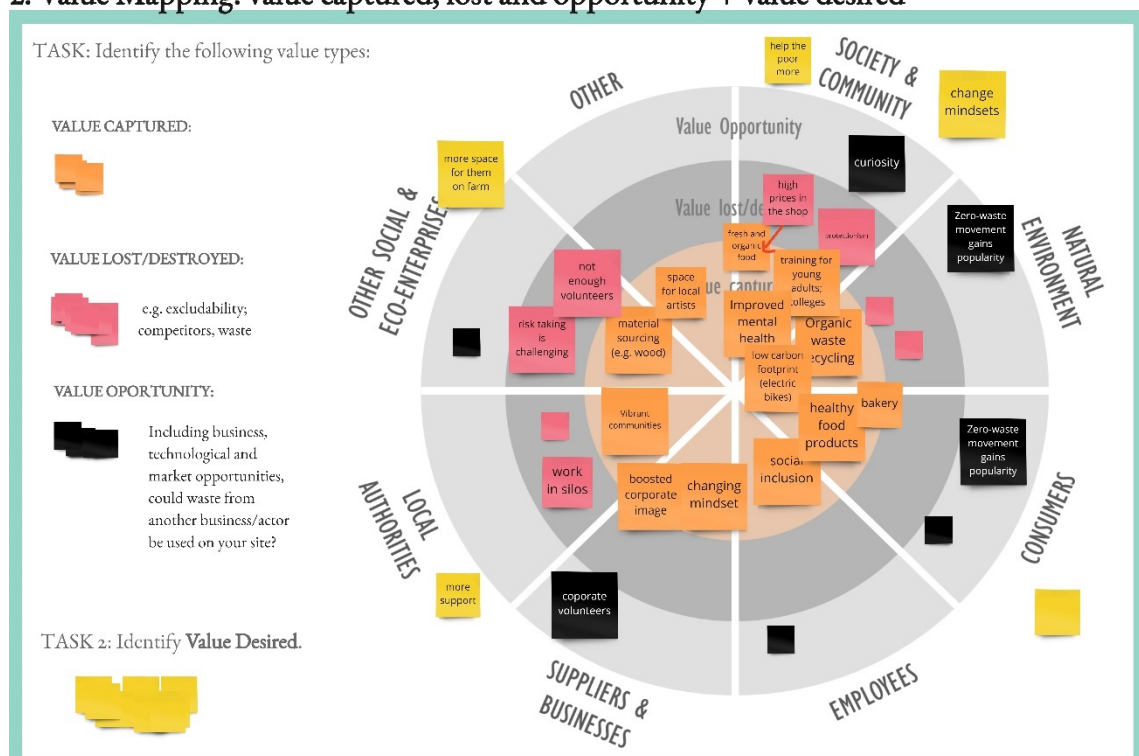 2. Value Mapping: value captured, lost and opportunity + value desired
TASK: Identify the following value types:
VALUE CAPTURED:
VALUE LOST/DESTROYED:
e.g. excludability;
competitors, waste
VALUE OPORTUNITY:
Including business,
technological and
market opportunities,
could waste from
another business/actor
be used on your site?
TASK 2: Identify Value Desired.
OTHER
SOCIETY &
COMMUNITY
NATURAL
ENVIRONMENT
CONSUMERS
EMPLOYEES
SUPPLIERS &
BUSINESSES
LOCAL
AUTHORITIES
OTHER SOCIAL &
ECO-ENTERPRISES
Value Opportunity
Value lost/de
ue captu
help the
poor
more
change
mindsets
curiosity
more space
for them
on farm
high
prices in
the shop
protectionism
Zero-waste
movement
gains
popularity
fresh and
organic
food
training for
young
adults;
colleges
not
enough
volunteers
space
for local
artists
Improved
mental
health
Organic
waste
recycling
risk taking
is
challenging
material
sourcing
(e.g. wood)
low carbon
footprint
(electric
bikes)
Vibrant
communities
healthy
food
products
bakery
Zero-waste
movement
gains
popularity
work
in silos
boosted
corporate
image
changing
mindset
social
inclusion
more
support
coporate
volunteers